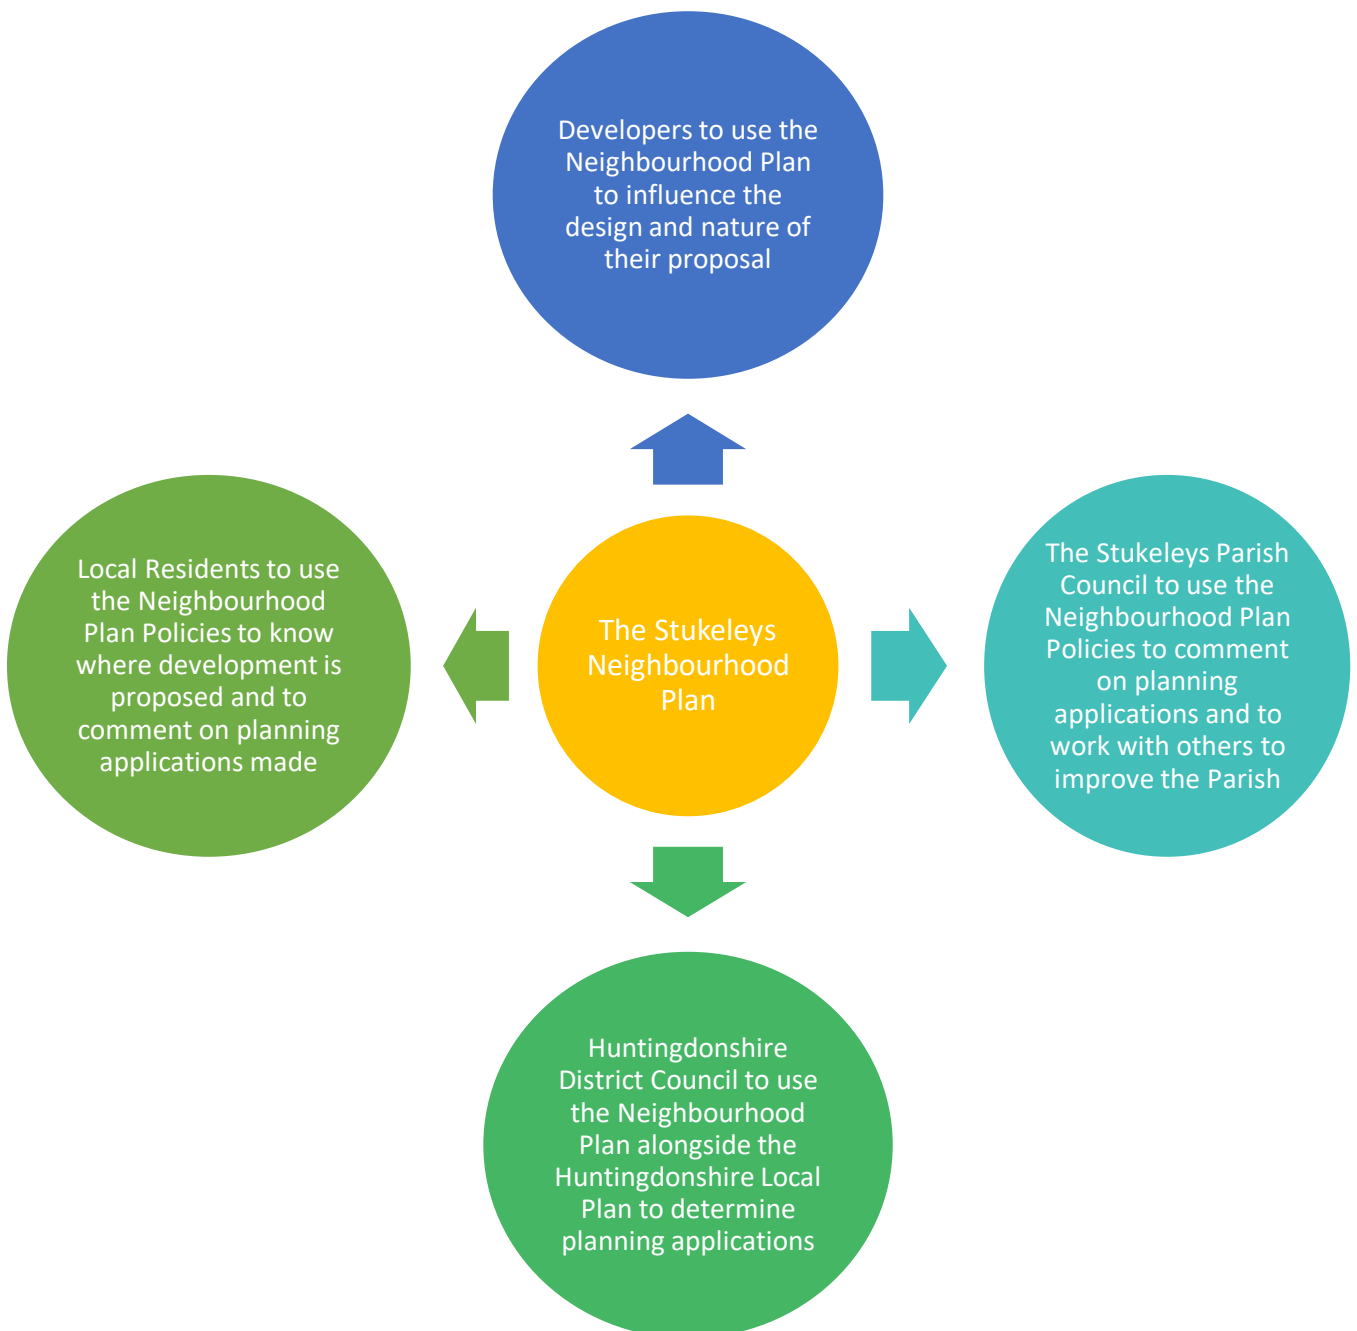 Developers to use the
Neighbourhood Plan
to influence the
design and nature of
their proposal
Local Residents to use
the Neighbourhood
Plan Policies to know
where development is
proposed and to
comment on planning
applications made
The Stukeleys
Neighbourhood
Plan
The Stukeleys Parish
Council to use the
Neighbourhood Plan
Policies to comment
on planning
applications and to
work with others to
improve the Parish
Huntingdonshire
District Council to use
the Neighbourhood
Plan alongside the
Huntingdonshire Local
Plan to determine
planning applications